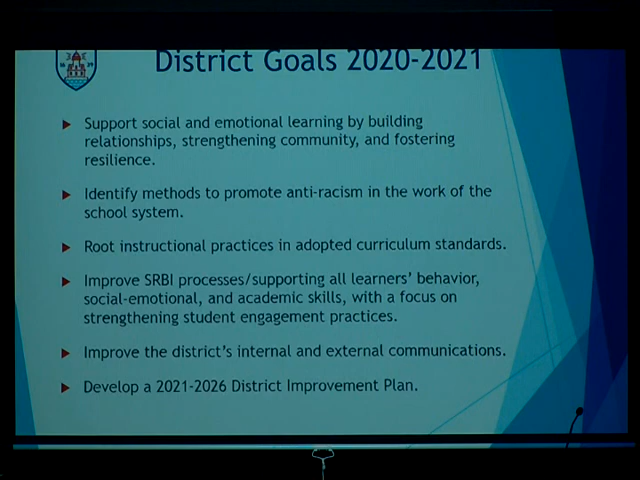 District Goals 2020-2021
Support social and emotional learning by building
relationships, strengthening community, and fostering
resilience.
Identify methods to promote anti-racism in the work of the
school system.
Root instructional practices in adopted curriculum standards.
Improve SRBI processes/supporting all learners' behavior,
social-emotional, and academic skills, with a focus on
strengthening student engagement practices.
Improve the district's internal and external communications.
Develop a 2021-2026 District Improvement Plan.